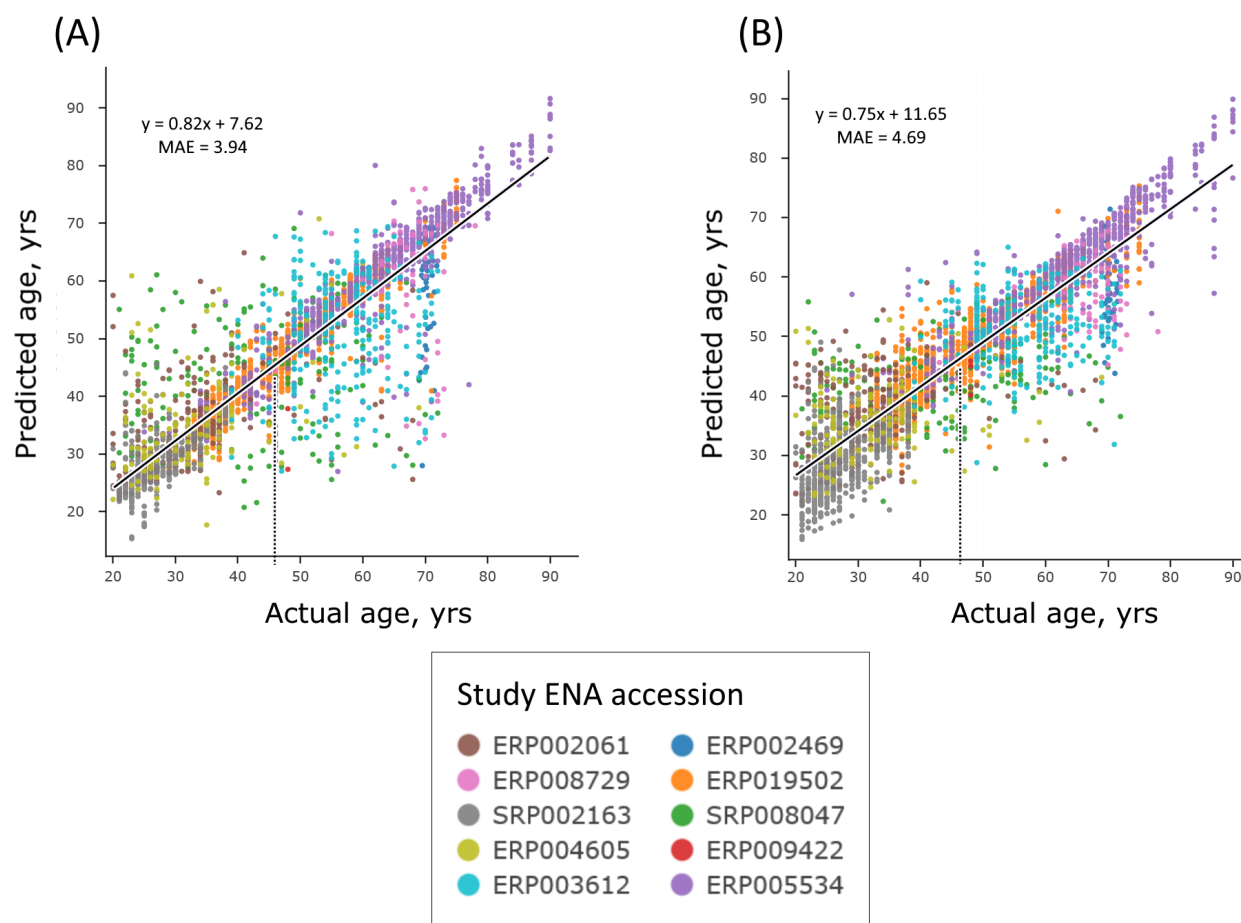 (A)
y = 0.82x + 7.62
MAE = 3.94
Predicted age, yrs
90
80
70
60
50
40
30
20
20 30 40 50 60 70 80 90
Actual age, yrs
(B)
y = 0.75x + 11.65
MAE = 4.69
Predicted age, yrs
90
80
70
60
50
40
30
20
20 30 40 50 60 70 80 90
Actual age, yrs
Study ENA accession
ERP002061 ERP002469
ERP008729 ERP019502
SRP002163 SRP008047
ERP004605 ERP009422
ERP003612 ERP005534